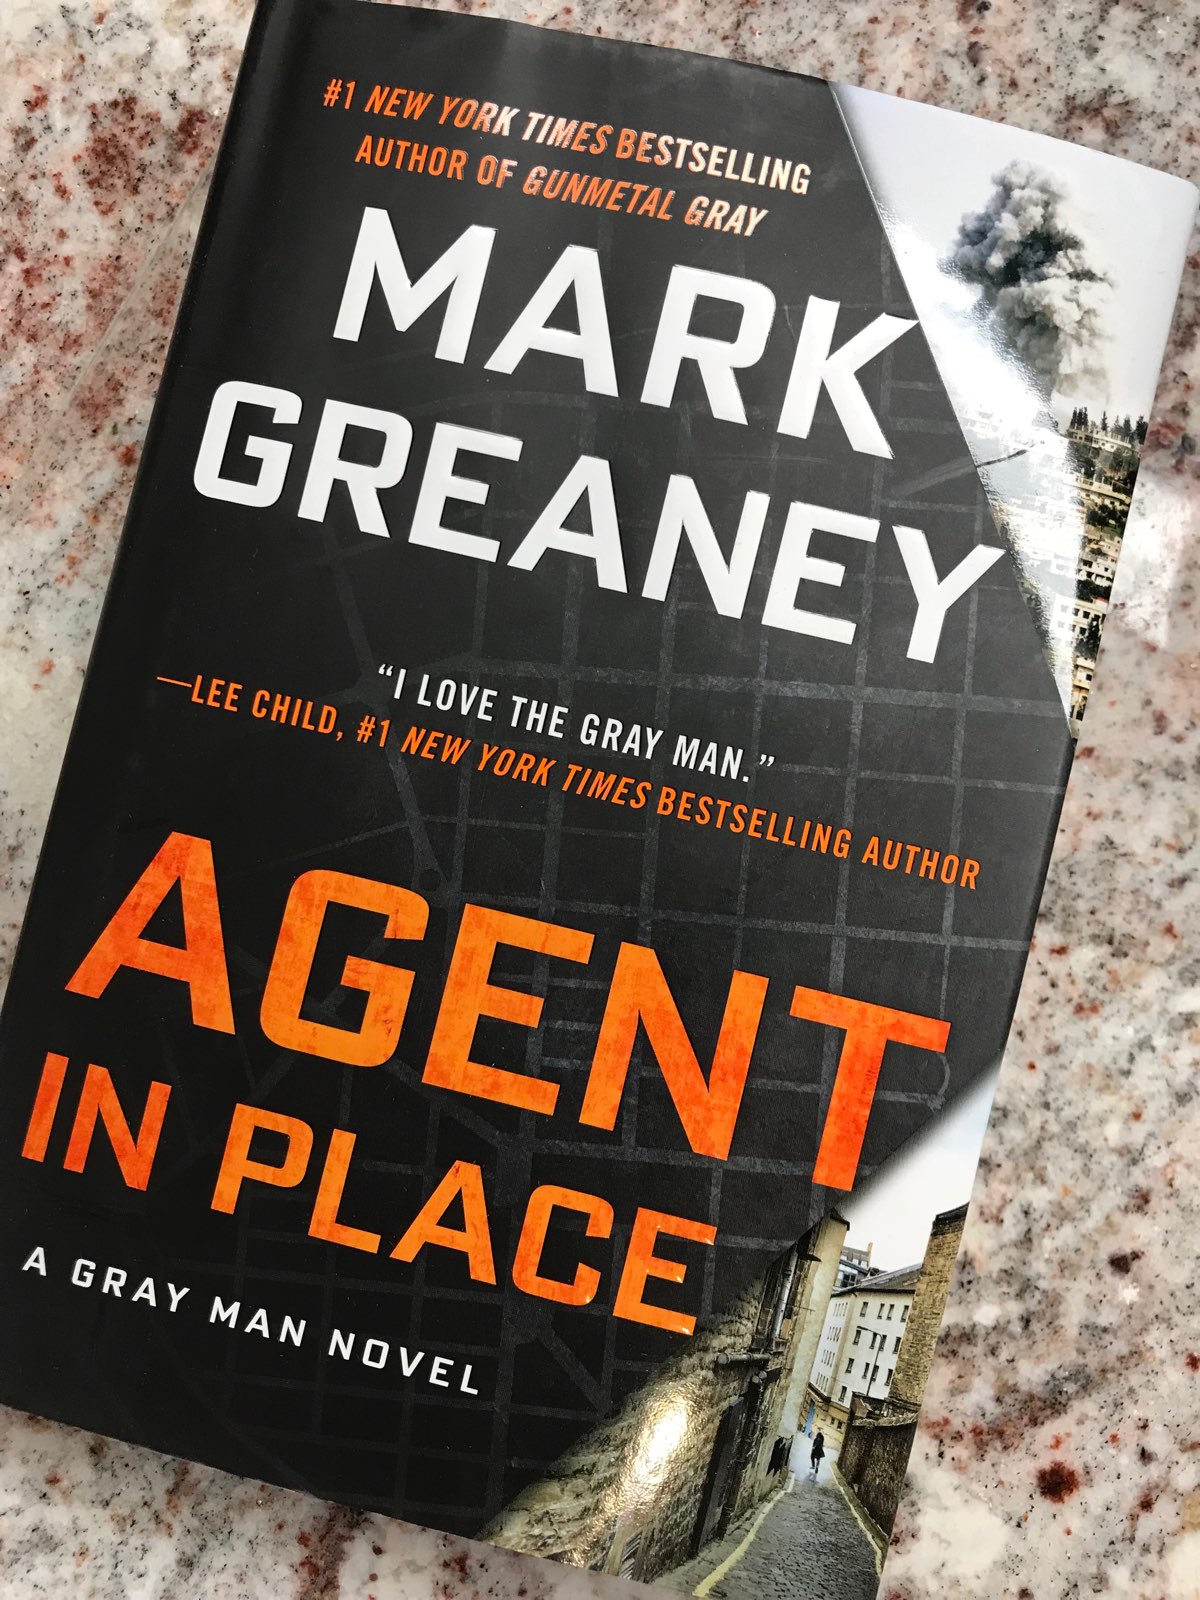 #1 NEW YORK TIMES BESTSELLING
AUTHOR OF GUNMETAL GRAY
MARK
GREANEY
“I LOVE THE GRAY MAN.”
—LEE CHILD, #1 NEW YORK TIMES BESTSELLING AUTHOR
AGENT
IN PLACE
A GRAY MAN NOVEL